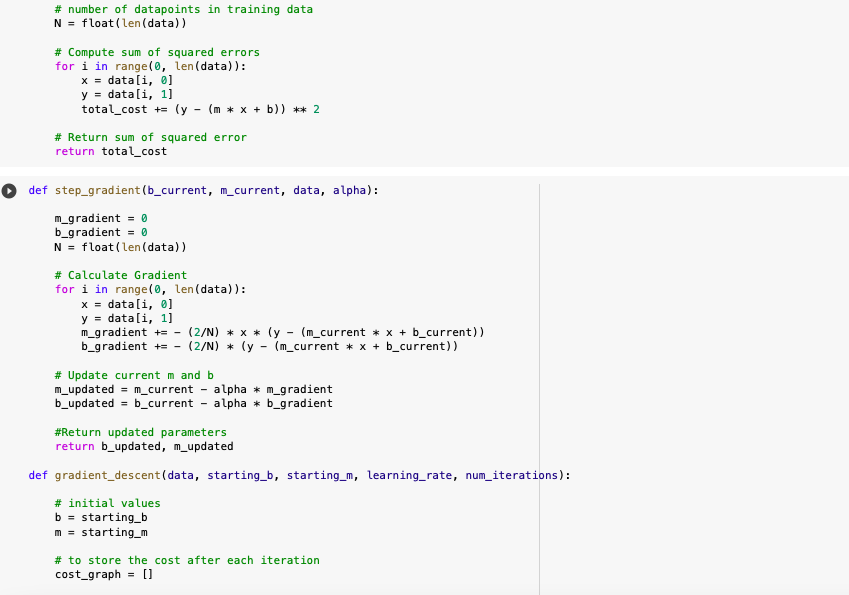 # number of datapoints in training data
N = float(len(data))
# Compute sum of squared errors
for i in range(0, len(data)):
x = data[i, 0]
y = data[i, 1]
total_cost += (y - (m * x + b)) ** 2
# Return sum of squared error
return total_cost
def step_gradient(b_current, m_current, data, alpha):
m_gradient = 0
b_gradient = 0
N = float(len(data))
# Calculate Gradient
for i in range(0, len(data)):
x = data[i, 0]
y = data[i, 1]
m_gradient += - (2/N) * x * (y - (m_current * x + b_current))
b_gradient += - (2/N) * (y - (m_current * x + b_current))
# Update current m and b
m_updated = m_current - alpha * m_gradient
b_updated = b_current - alpha * b_gradient
#Return updated parameters
return b_updated, m_updated
def gradient_descent(data, starting_b, starting_m, learning_rate, num_iterations):
# initial values
b = starting_b
m = starting_m
# to store the cost after each iteration
cost_graph = []